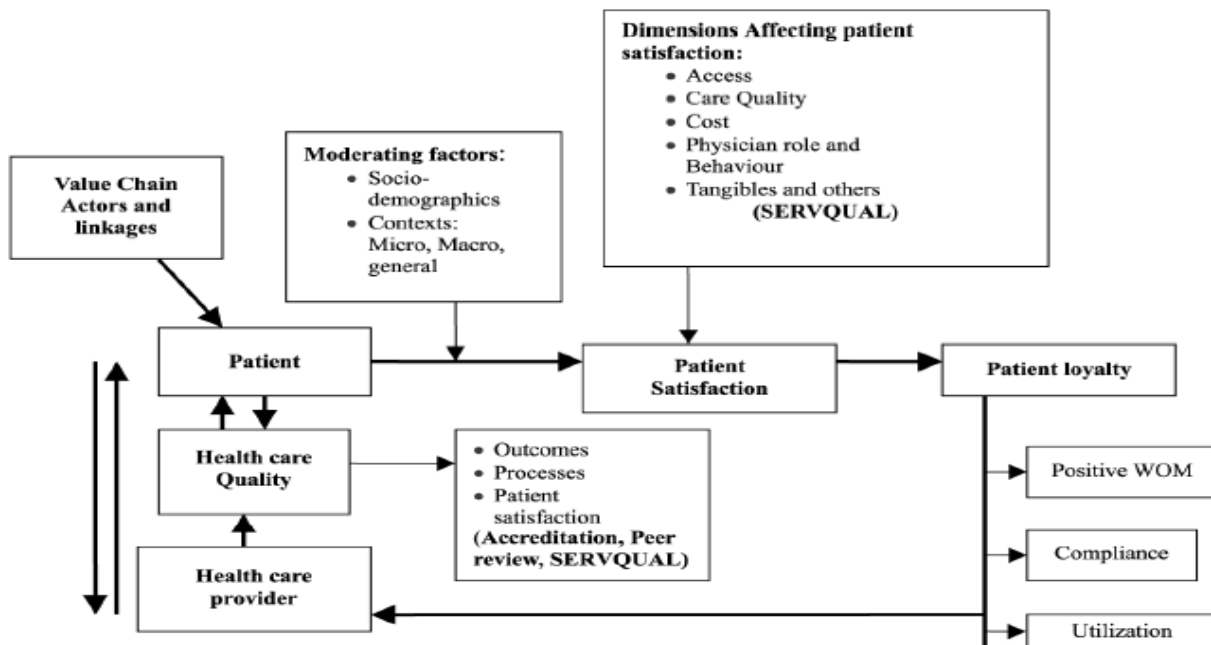 Dimensions Affecting patient
satisfaction:
• Access
• Care Quality
• Cost
• Physician role and
Behaviour
• Tangibles and others
(SERVQUAL)
Moderating factors:
• Socio-
demographics
• Contexts:
Micro, Macro,
general
Value Chain
Actors and
linkages
Patient
Patient
Satisfaction
Patient loyalty
Health care
Quality
• Outcomes
• Processes
• Patient
satisfaction
(Accreditation, Peer
review, SERVQUAL)
Positive WOM
Compliance
Health care
provider
Utilization